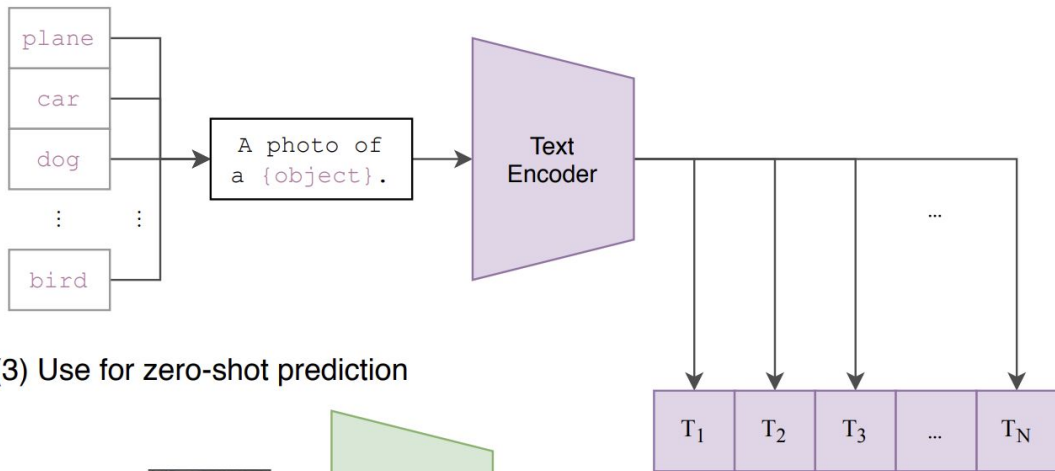 plane
car
dog
⋮ ⋮
bird
A photo of
a {object}.
Text
Encoder
...
(3) Use for zero-shot prediction
T1 T2 T3 ... TN